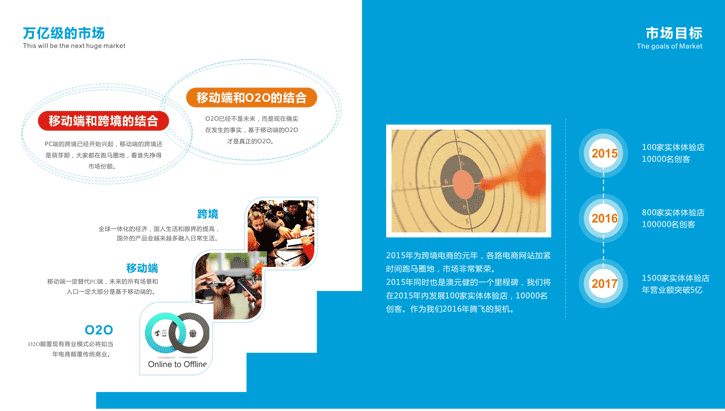 万亿级的市场
This will be the next huge market
移动端和跨境的结合
PC端的跨境已经开始兴起，移动端的跨境还
是萌芽期，大家都在跑马圈地，看谁先挣得
市场份额。
移动端和O2O的结合
O2O已经不是未来，而是现在确实
在发生的事实，基于移动端的O2O
才是真正的O2O。
跨境
全球一体化的经济，国人生活和眼界的提高，
国外的产品会越来越多融入日常生活。
移动端
移动端一定替代PC端，未来的所有场景和
入口一定大部分是基于移动端的。
O2O
O2O颠覆现有商业模式必将如当
年电商颠覆传统商业。
Online to Offline
市场目标
The goals of Market
2015年为跨境电商的元年，各路电商网站加紧
时间跑马圈地，市场非常繁荣。
2015年同时也是澳元健的一个里程碑，我们将
在2015年内发展100家实体体验店，10000名
创客。作为我们2016年腾飞的契机。
2015
100家实体体验店
10000名创客
2016
800家实体体验店
100000名创客
2017
1500家实体体验店
年营业额突破5亿